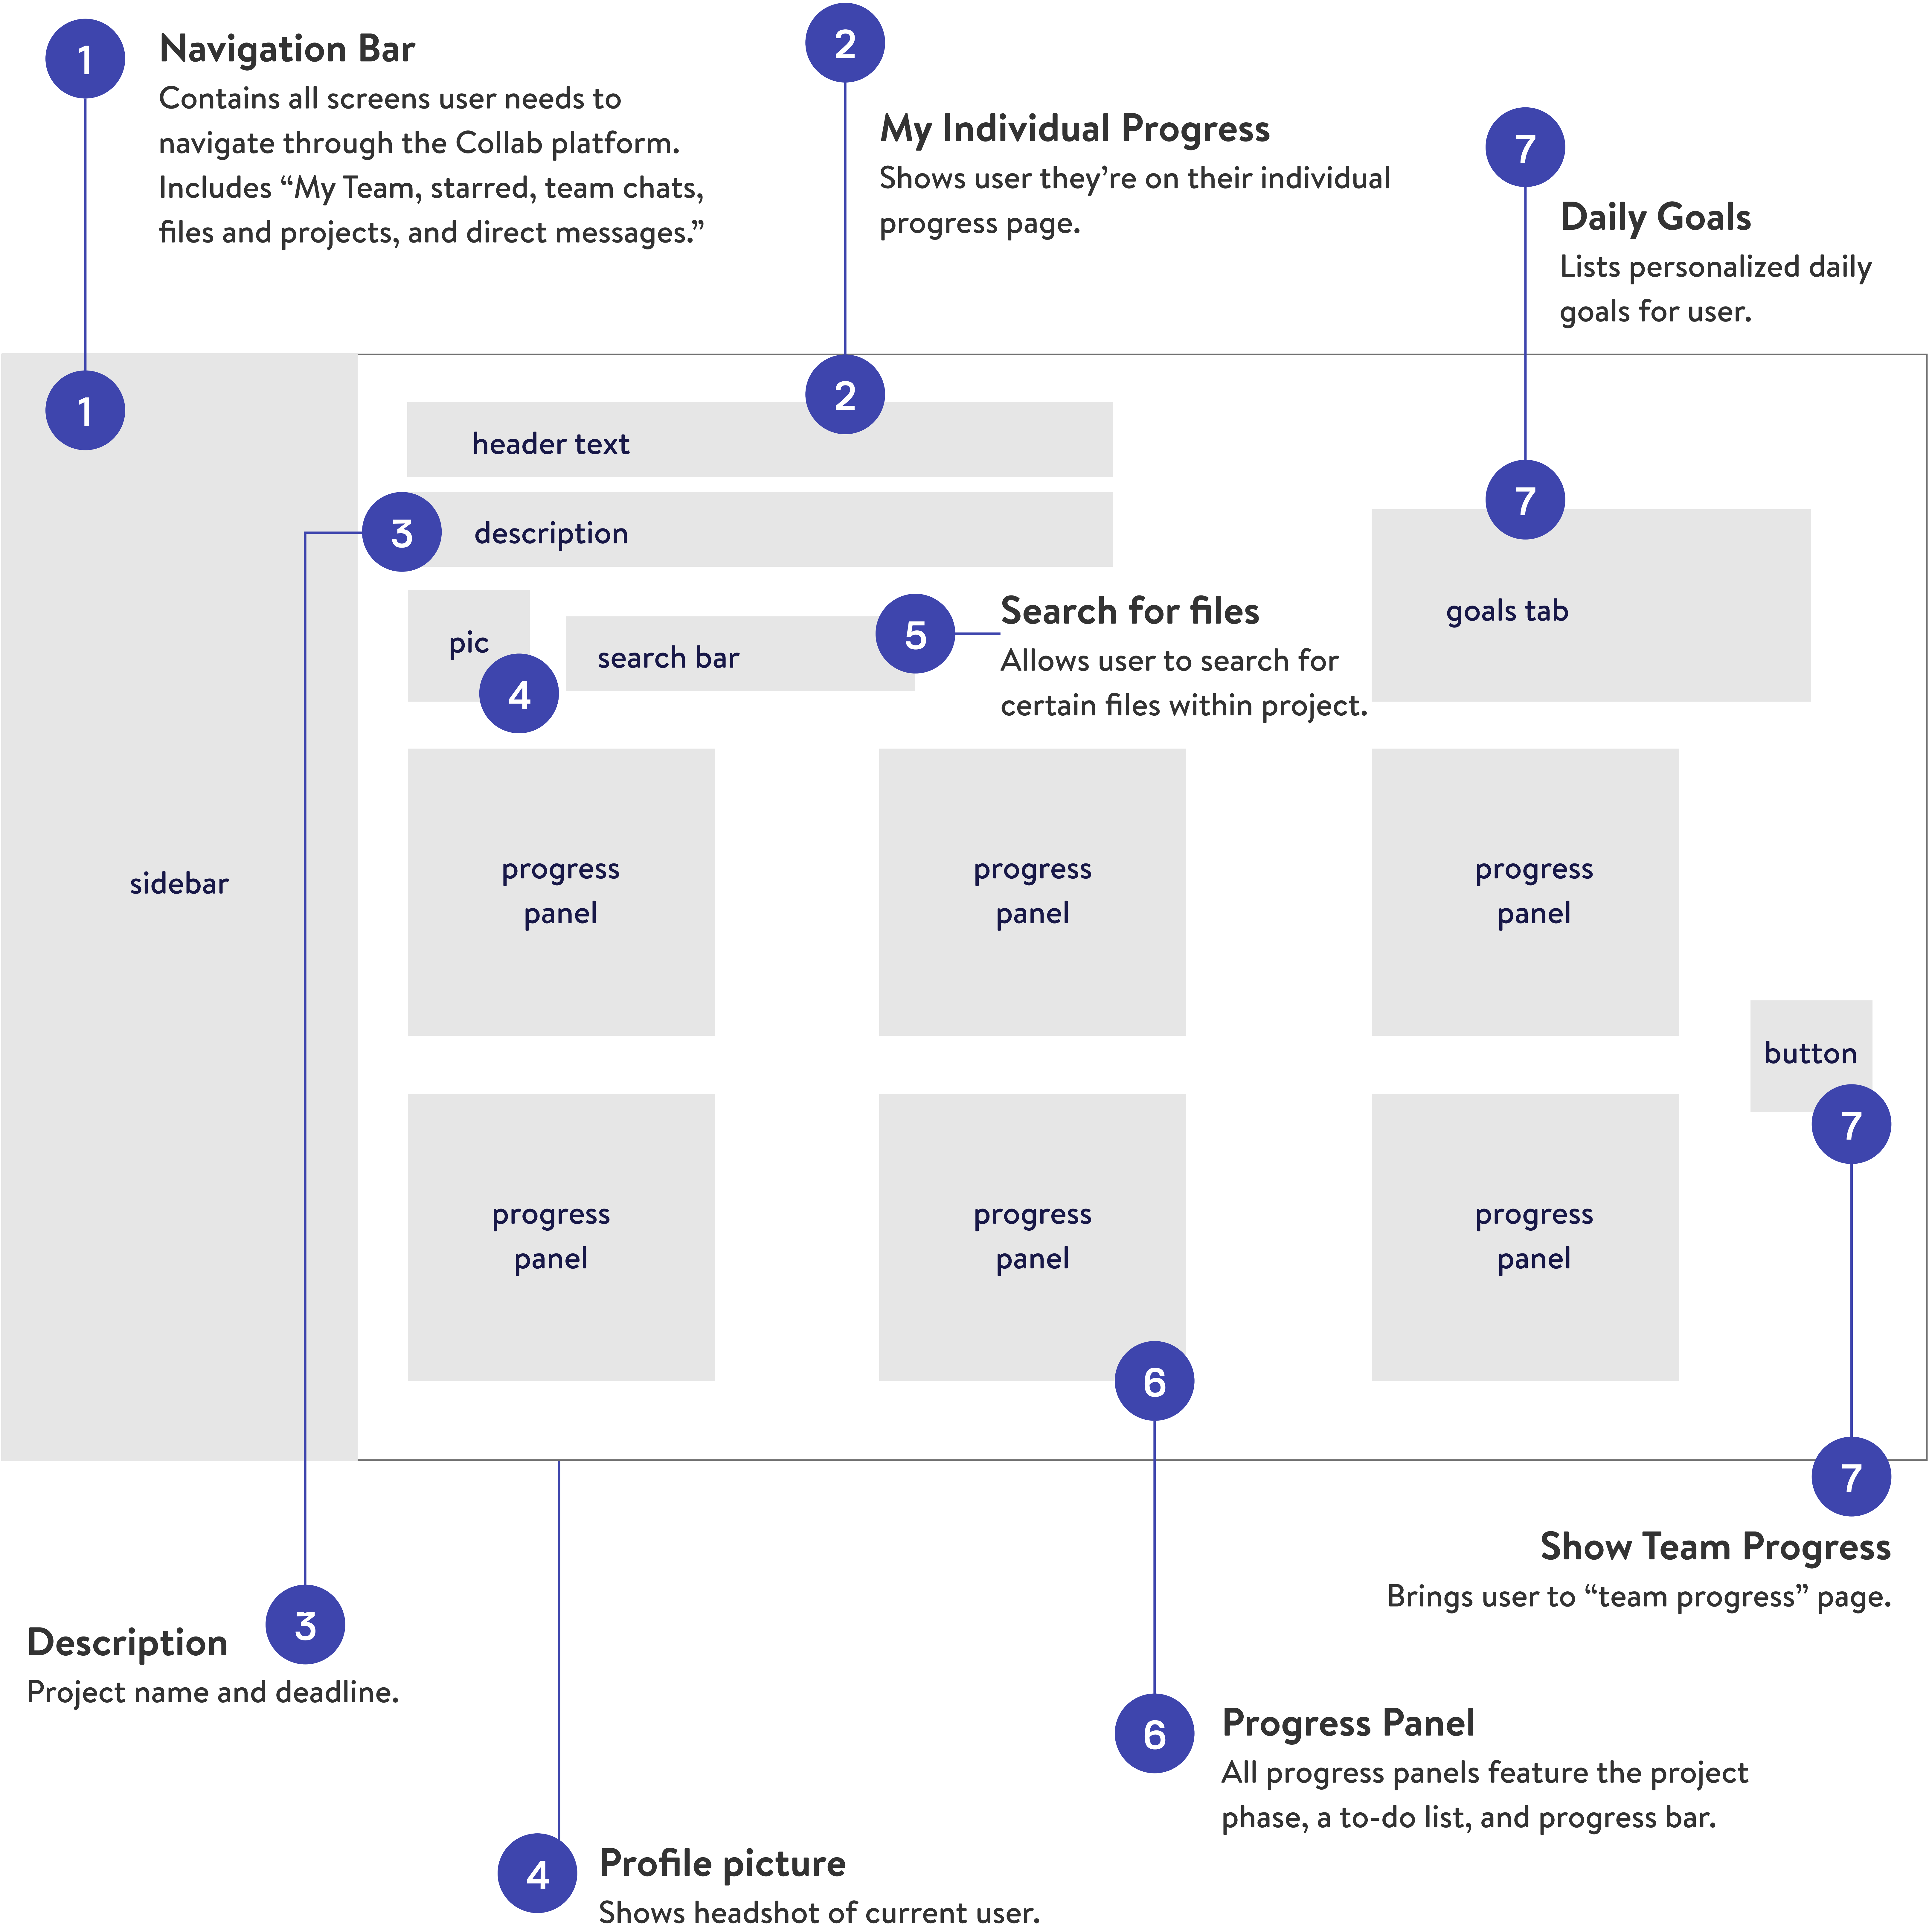 1
Navigation Bar
Contains all screens user needs to
navigate through the Collab platform.
Includes “My Team, starred, team chats,
files and projects, and direct messages.”
2
My Individual Progress
Shows user they’re on their individual
progress page.
7
Daily Goals
Lists personalized daily
goals for user.
1
sidebar
2
header text
3
description
7
goals tab
pic
4
search bar
5
Search for files
Allows user to search for
certain files within project.
progress
panel
progress
panel
progress
panel
button
7
progress
panel
progress
panel
progress
panel
6
7
Show Team Progress
Brings user to “team progress” page.
3
Description
Project name and deadline.
6
Progress Panel
All progress panels feature the project
phase, a to-do list, and progress bar.
4
Profile picture
Shows headshot of current user.